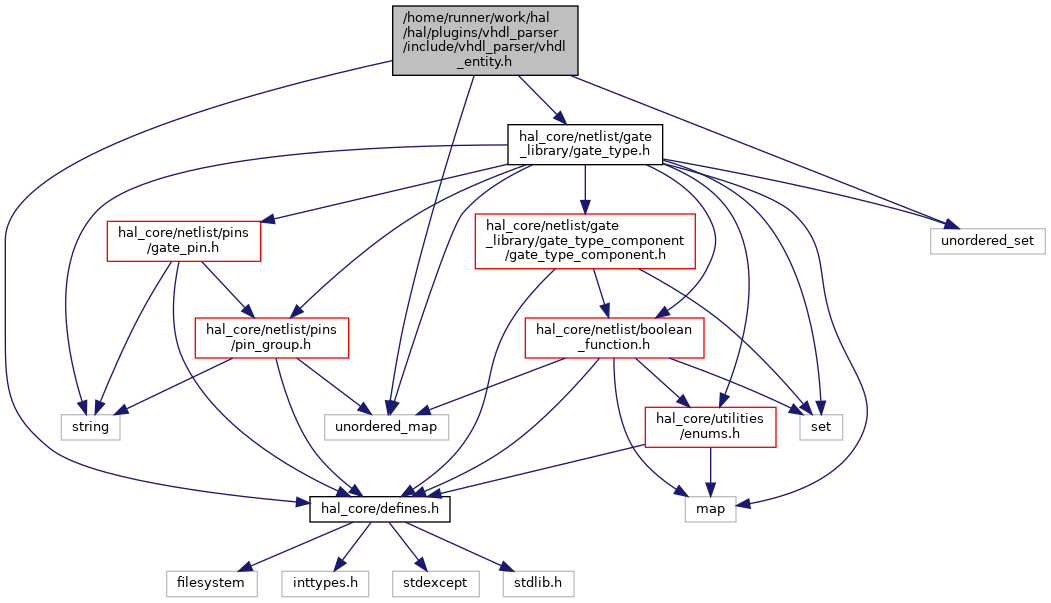 /home/runner/work/hal
/hal/plugins/vhdl_parser
/include/vhdl_parser/vhdl
_entity.h
hal_core/netlist/gate
_library/gate_type.h
hal_core/netlist/pins
/gate_pin.h
hal_core/netlist/gate
_library/gate_type_component
/gate_type_component.h
unordered_set
hal_core/netlist/pins
/pin_group.h
hal_core/netlist/boolean
_function.h
string
unordered_map
hal_core/utilities
/enums.h
set
hal_core/defines.h
map
filesystem
inttypes.h
stdexcept
stdlib.h